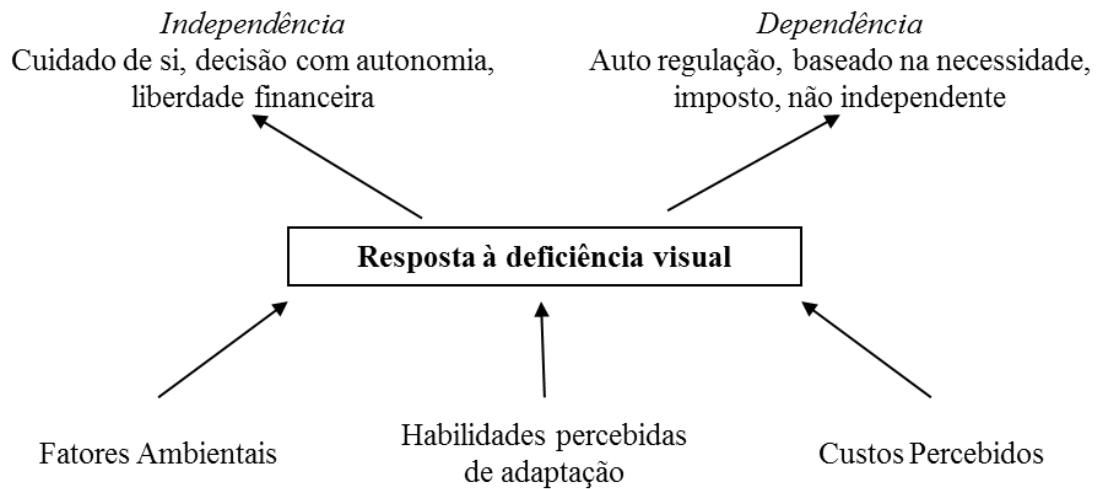 Independência
Cuidado de si, decisão com autonomia,
liberdade financeira
Dependência
Auto regulação, baseado na necessidade,
imposto, não independente
Resposta à deficiência visual
Fatores Ambientais
Habilidades percebidas
de adaptação
Custos Percebidos